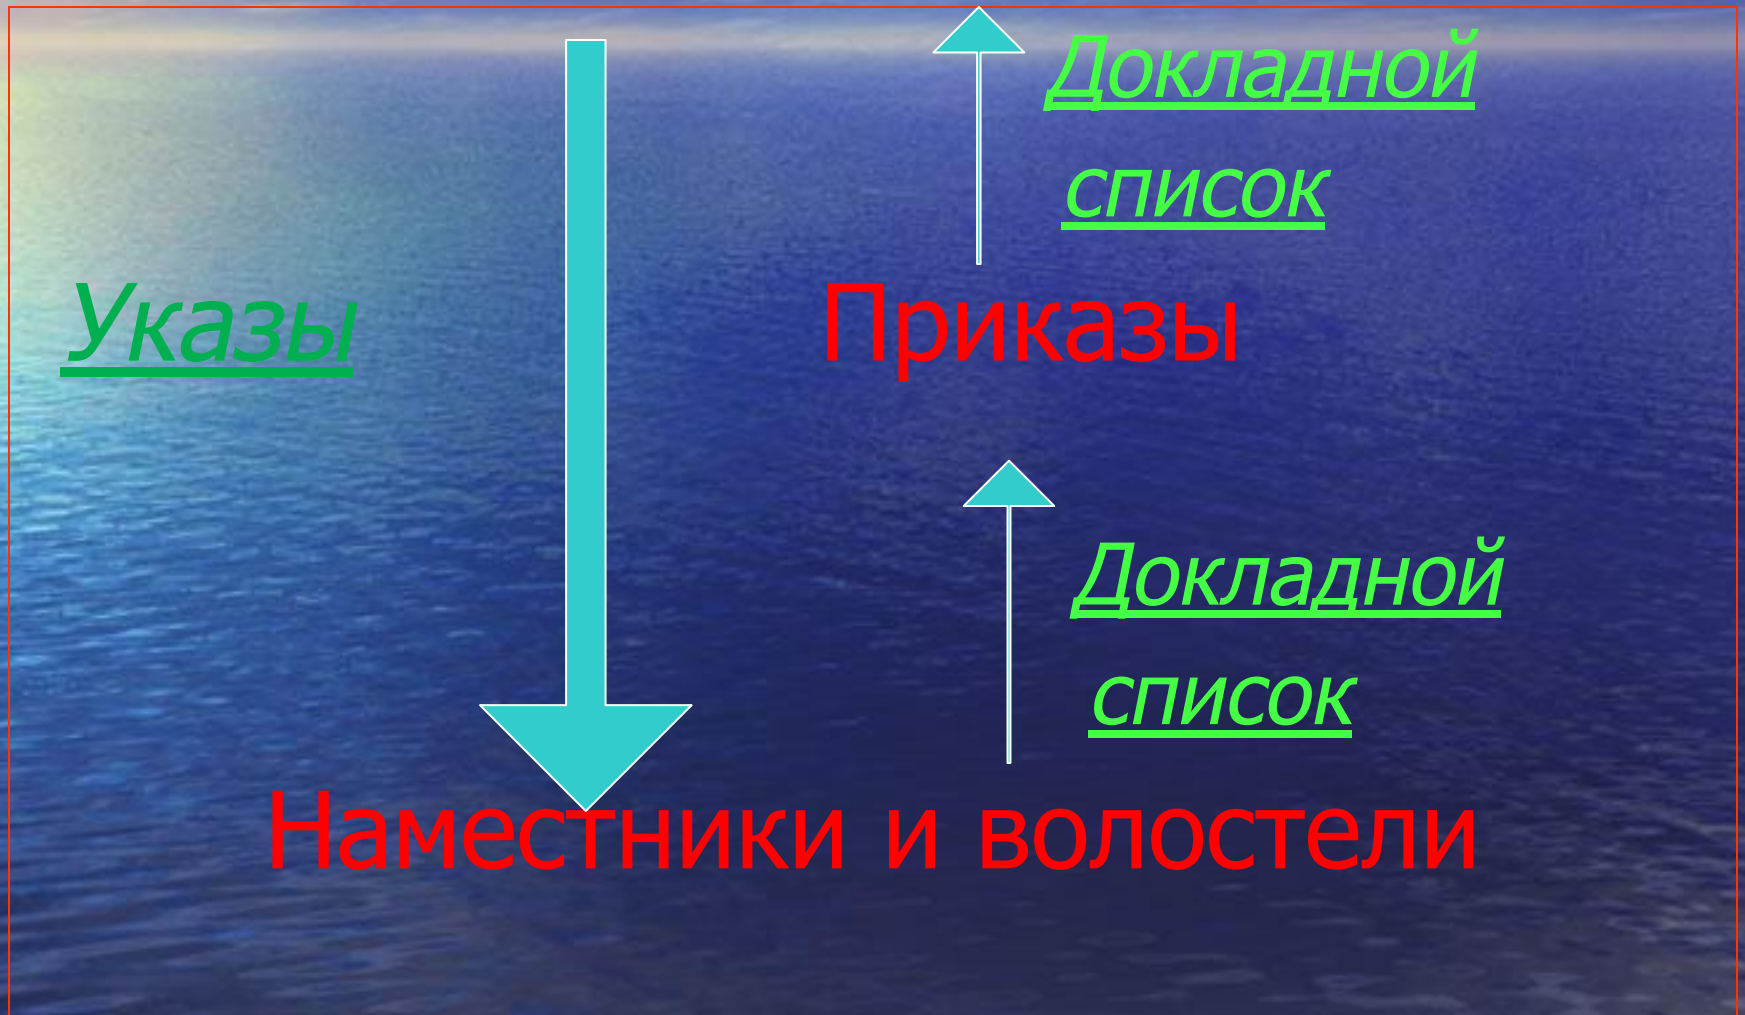 Докладной
список
Указы
Приказы
Докладной
список
Наместники и волостели